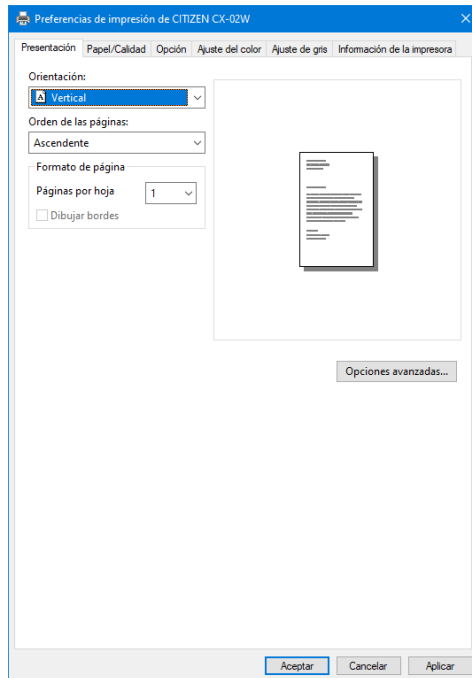 Preferencias de impresión de CITIZEN CX-02W
Presentación Papel/Calidad Opción Ajuste del color Ajuste de gris Información de la impresora
Orientación:
A Vertical
Orden de las páginas:
Ascendente
Formato de página
Páginas por hoja 1
Dibujar bordes
Opciones avanzadas...
Aceptar Cancelar Aplicar